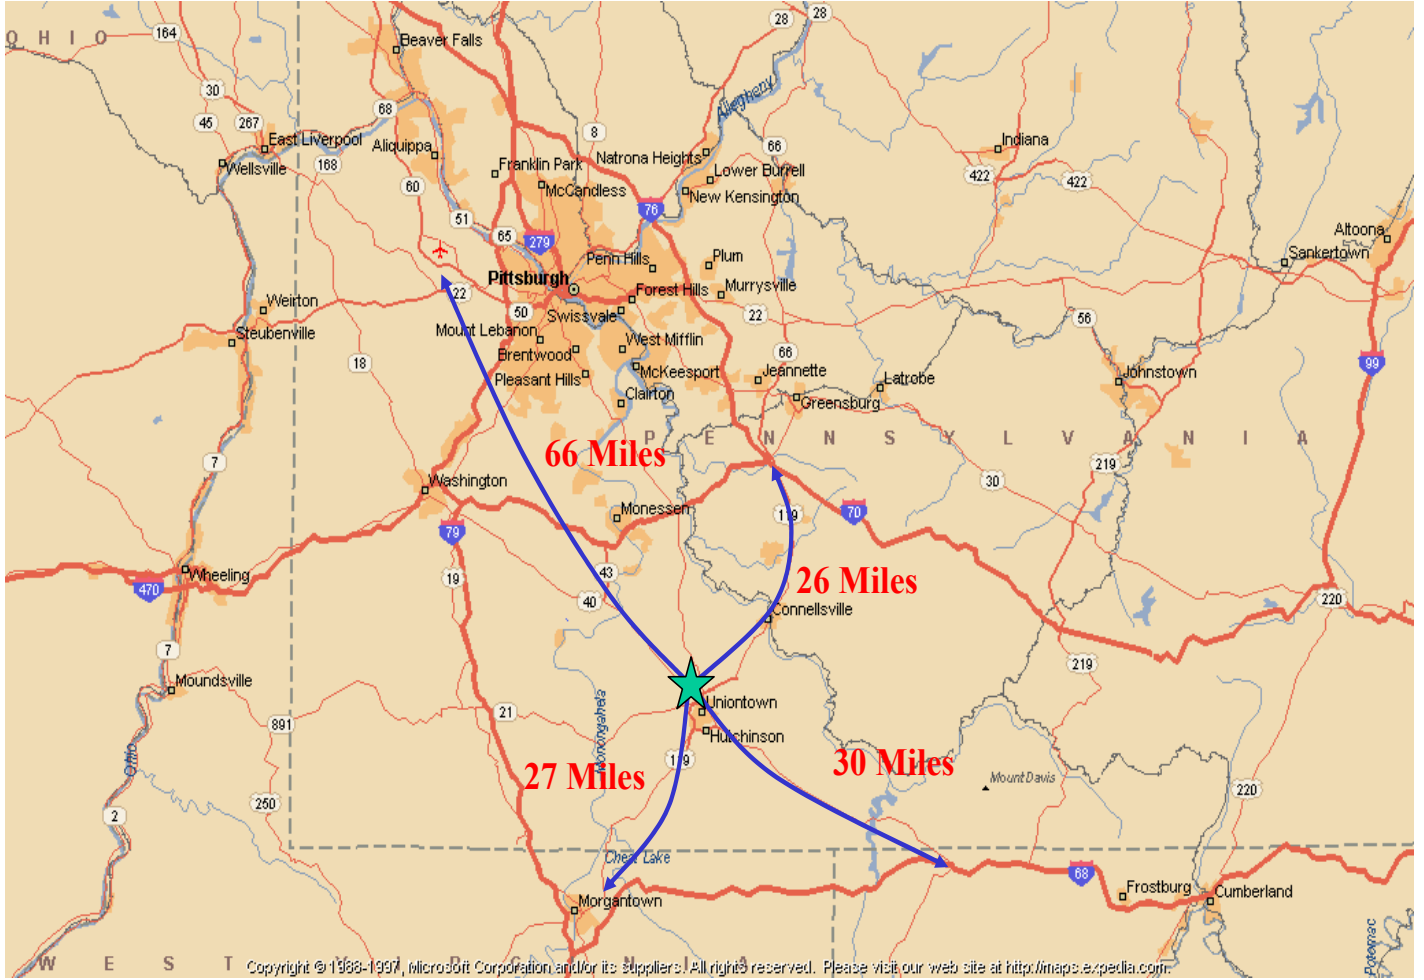 28
28
OHIO
164
Beaver Falls
30
68
Allegheny
45
267
East Liverpool
8
Indiana
168
Aliquippa
Natrona Heights
66
Wellsville
Franklin Park
Lower Burrell
422
422
60
McCandless
New Kensington
51
76
65
279
Altoona
Penn Hills
Plum
Sankertown
Pittsburgh
22
Forest Hills
Murrysville
Weirton
50
Swissvale
22
56
Steubenville
Mount Lebanon
West Mifflin
Brentwood
66
18
McKeesport
Jeannette
Latrobe
Johnstown
99
Pleasant Hills
Clairton
Greensburg
PENNSYLVANIA
66 Miles
7
219
Washington
30
Monessen
119
70
79
Wheeling
43
19
26 Miles
470
40
220
Connellsville
7
219
Moundsville
Uniontown
21
891
Monongahela
Hutchinson
Ohio
119
30 Miles
27 Miles
Mount Davis
220
250
2
Cheat Lake
68
Frostburg
Cumberland
Morgantown
Potomac
WEST VIRGINIA
Copyright © 1988-1997, Microsoft Corporation and/or its suppliers. All rights reserved. Please visit our web site at http://maps.expedia.com.